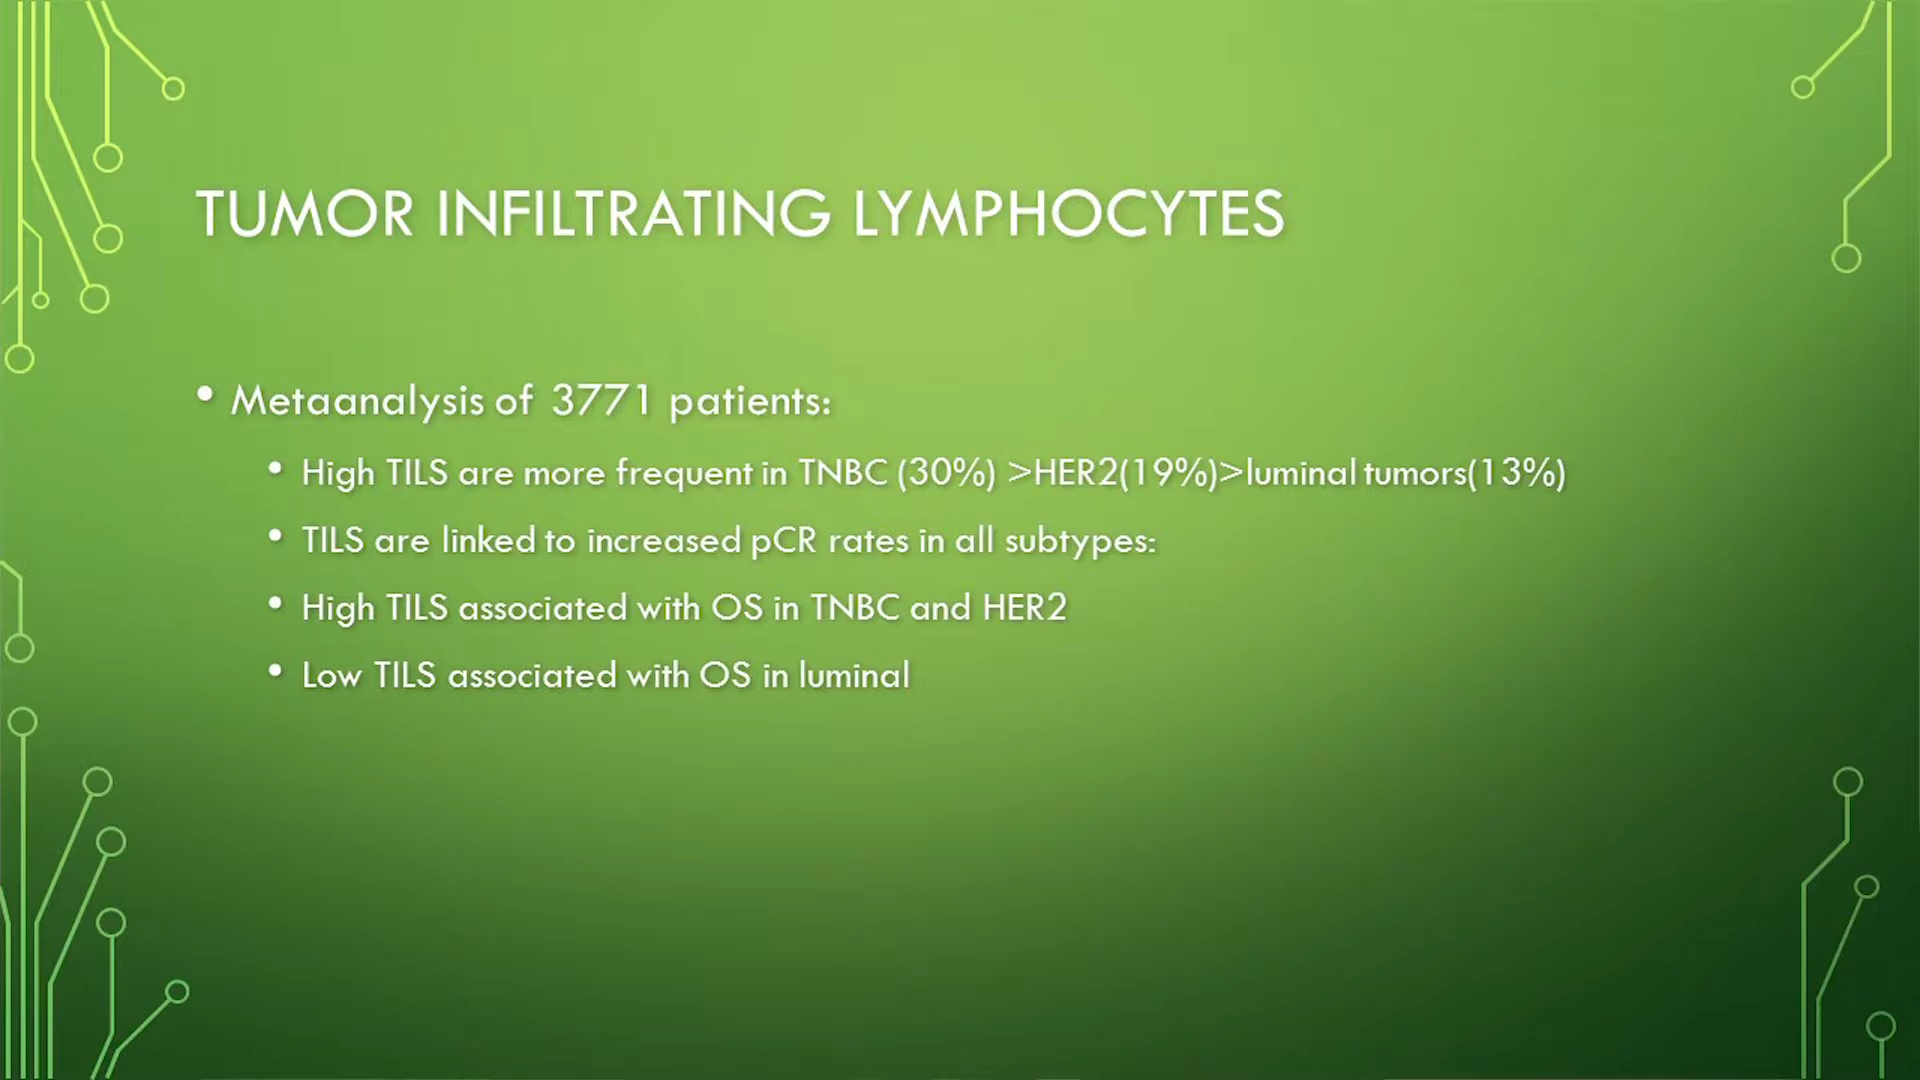 TUMOR INFILTRATING LYMPHOCYTES
• Metaanalysis of 3771 patients:
• High TILS are more frequent in TNBC (30%) >HER2(19%)>luminal tumors(13%)
• TILS are linked to increased pCR rates in all subtypes:
• High TILS associated with OS in TNBC and HER2
• Low TILS associated with OS in luminal